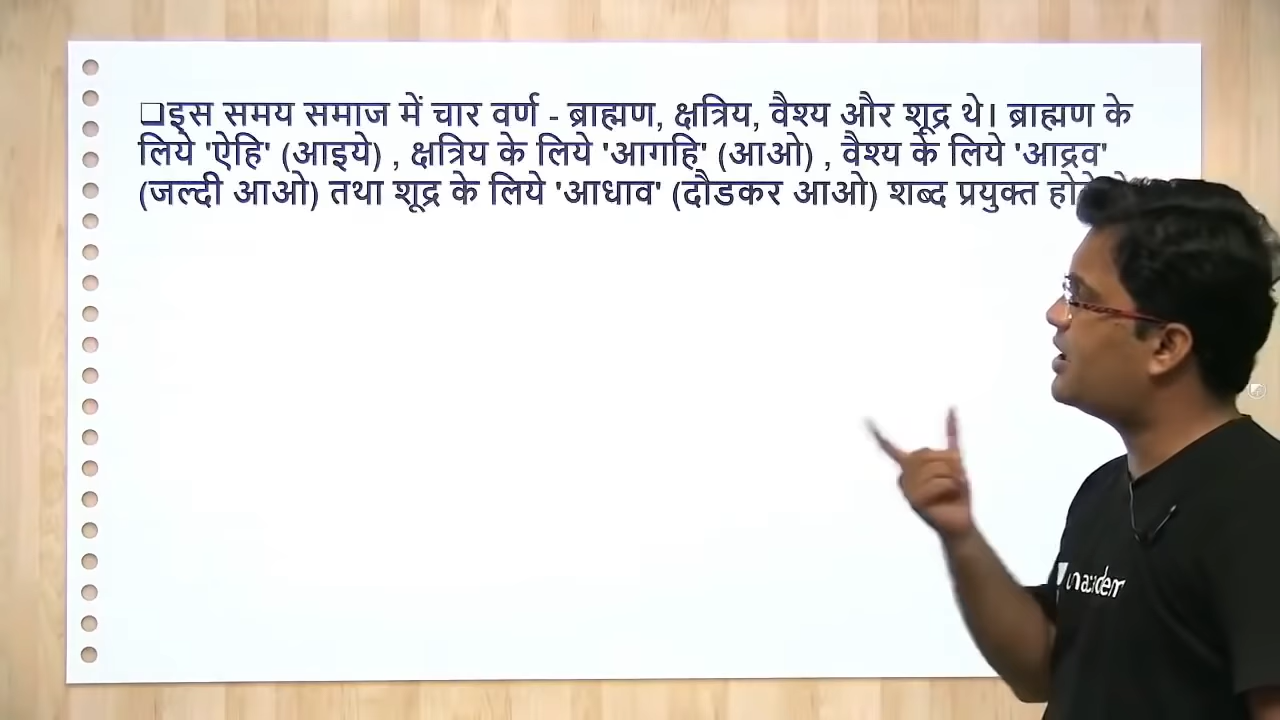 ❑इस समय समाज में चार वर्ण - ब्राह्मण, क्षत्रिय, वैश्य और शूद्र थे। ब्राह्मण के
लिये 'ऐहि' (आइये) , क्षत्रिय के लिये 'आगहि' (आओ) , वैश्य के लिये 'आद्रव'
(जल्दी आओ) तथा शूद्र के लिये 'आधाव' (दौडकर आओ) शब्द प्रयुक्त